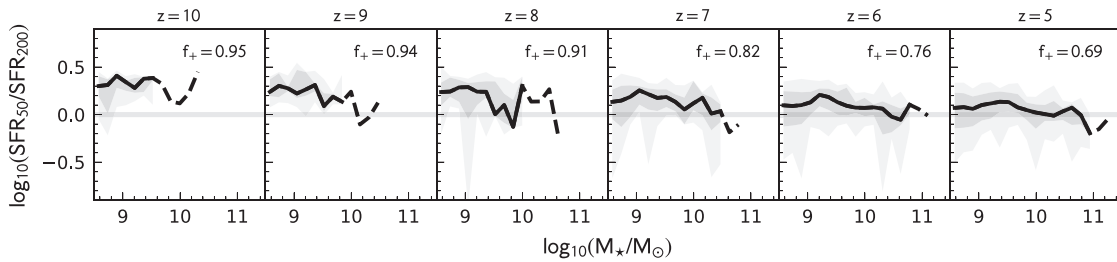 z = 10 z = 9 z = 8 z = 7 z = 6 z = 5
f₊ = 0.95 f₊ = 0.94 f₊ = 0.91 f₊ = 0.82 f₊ = 0.76 f₊ = 0.69
0.5
0.0
−0.5
log₁₀(SFR₅₀/SFR₂₀₀)
9 10 11 9 10 11 9 10 11 9 10 11 9 10 11 9 10 11
log₁₀(M⋆/M⊙)